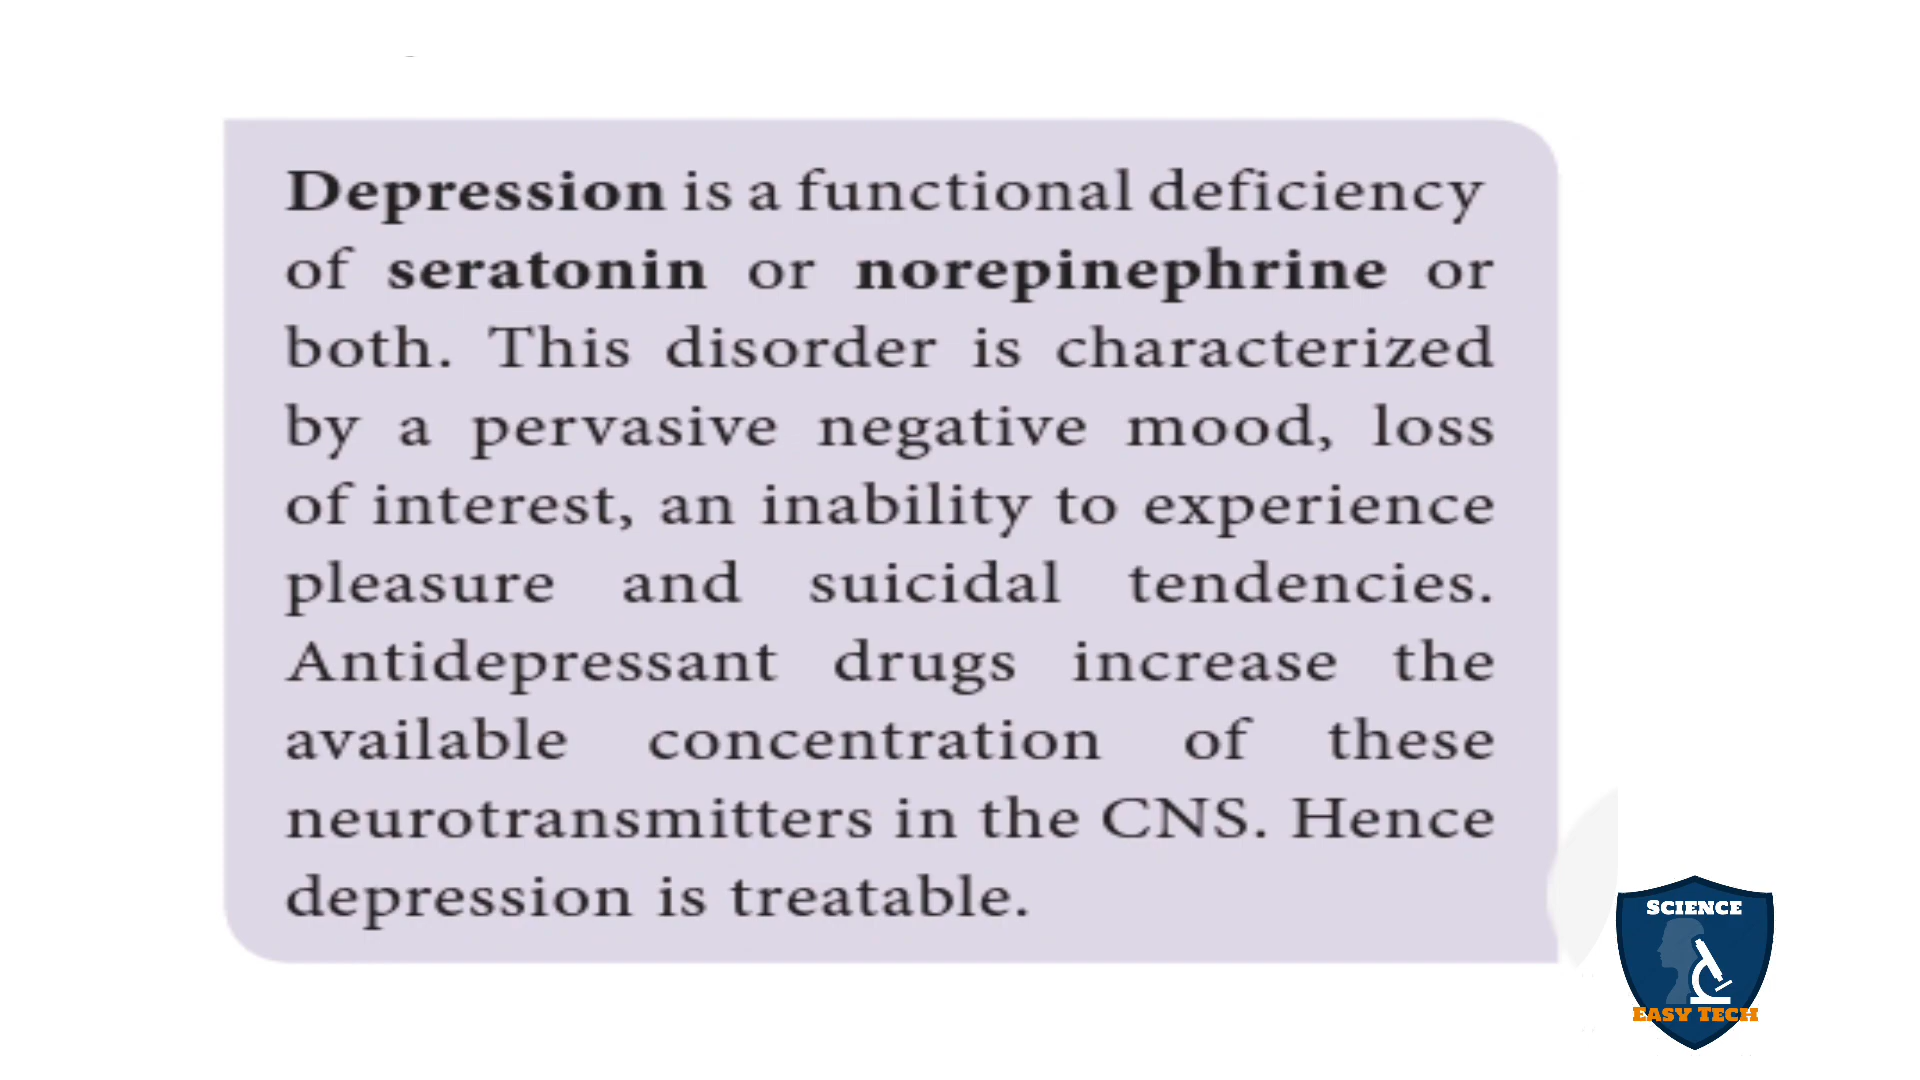 Depression is a functional deficiency
of seratonin or norepinephrine or
both. This disorder is characterized
by a pervasive negative mood, loss
of interest, an inability to experience
pleasure and suicidal tendencies.
Antidepressant drugs increase the
available concentration of these
neurotransmitters in the CNS. Hence
depression is treatable.
SCIENCE
EASY TECH